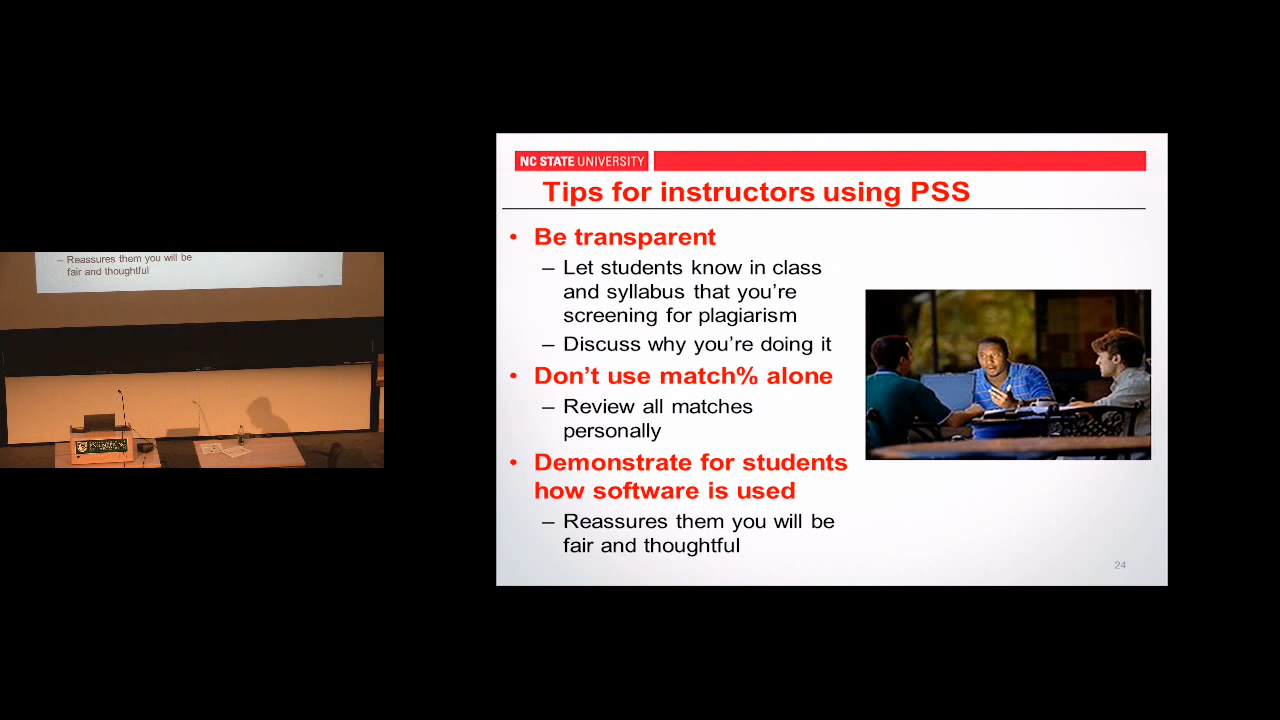 Reassures them you will be
fair and thoughtful
NC STATE UNIVERSITY
Tips for instructors using PSS
• Be transparent
– Let students know in class
and syllabus that you're
screening for plagiarism
– Discuss why you're doing it
• Don't use match% alone
– Review all matches
personally
• Demonstrate for students
how software is used
– Reassures them you will be
fair and thoughtful
24